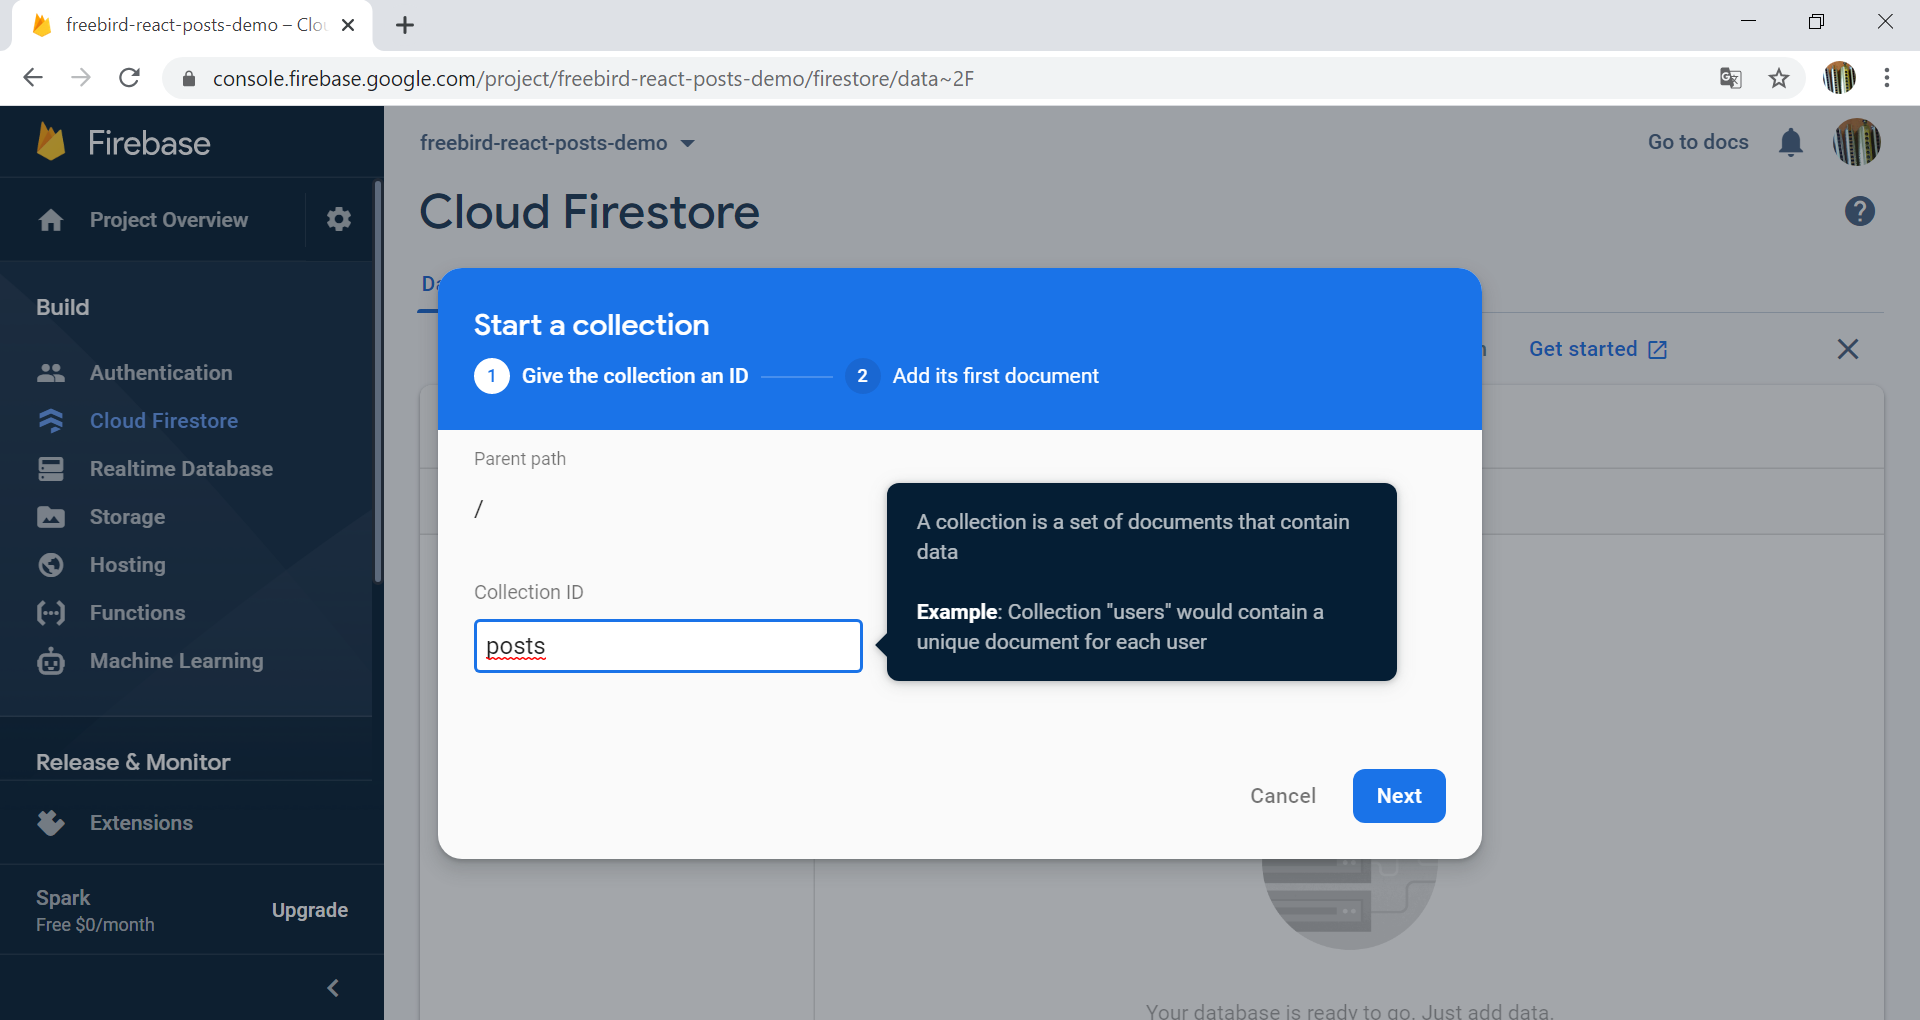 freebird-react-posts-demo – Clo
console.firebase.google.com/project/freebird-react-posts-demo/firestore/data~2F
Firebase
Project Overview
Build
Authentication
Cloud Firestore
Realtime Database
Storage
Hosting
Functions
Machine Learning
Release & Monitor
Extensions
Spark
Free $0/month
Upgrade
freebird-react-posts-demo
Go to docs
Cloud Firestore
Get started
Start a collection
1 Give the collection an ID
2 Add its first document
Parent path
/
Collection ID
posts
A collection is a set of documents that contain
data
Example: Collection "users" would contain a
unique document for each user
Cancel
Next
Your database is ready to go. Just add data.